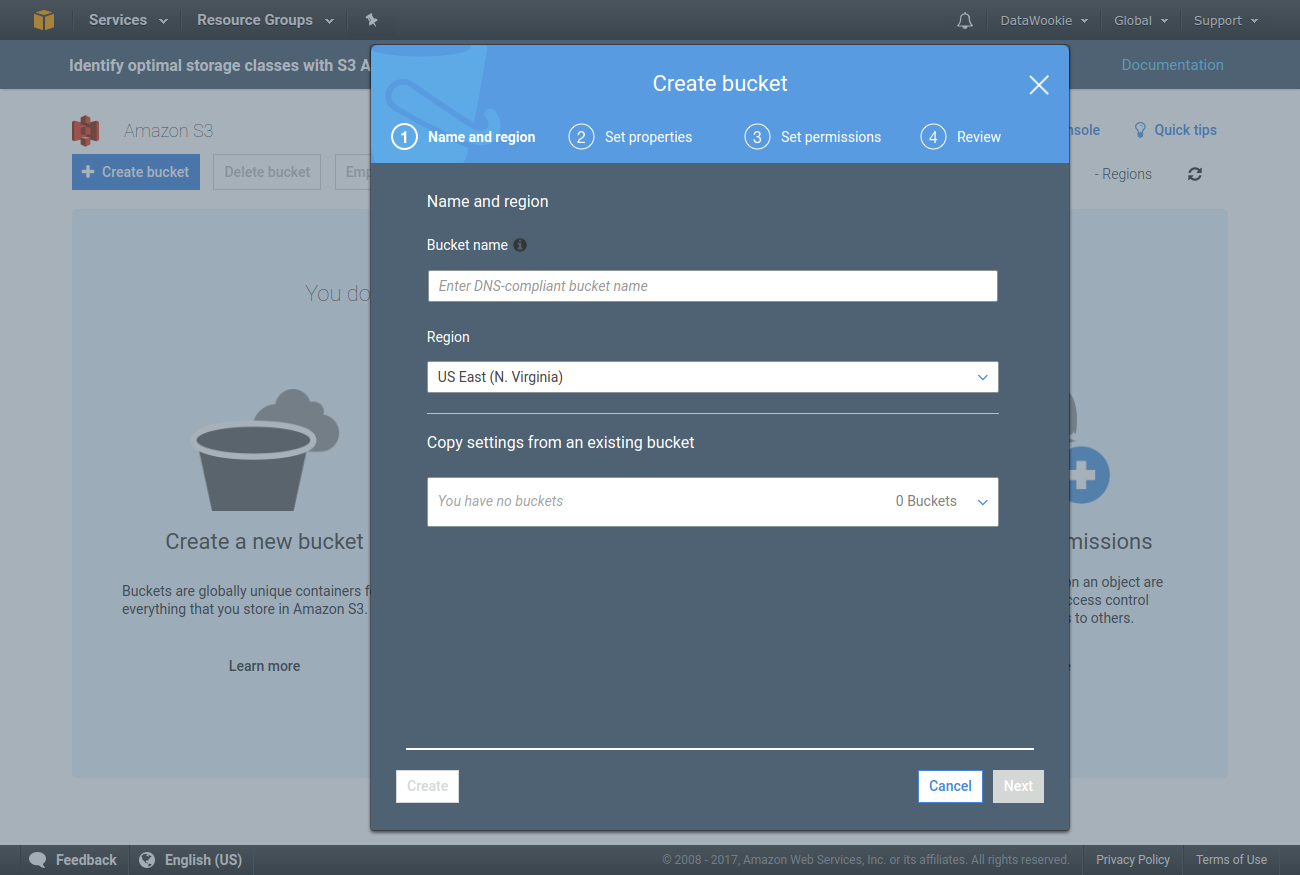 Services
Resource Groups
DataWookie
Global
Support
Identify optimal storage classes with S3 A
Documentation
Amazon S3
Quick tips
Create bucket
Delete bucket
- Regions
You do
Create a new bucket
Buckets are globally unique containers
everything that you store in Amazon S3.
Learn more
on an object are
access control
to others.
Create bucket
1 Name and region
2 Set properties
3 Set permissions
4 Review
Name and region
Bucket name
Enter DNS-compliant bucket name
Region
US East (N. Virginia)
Copy settings from an existing bucket
You have no buckets
0 Buckets
Create
Cancel
Next
Feedback
English (US)
© 2008 - 2017, Amazon Web Services, Inc. or its affiliates. All rights reserved.
Privacy Policy
Terms of Use